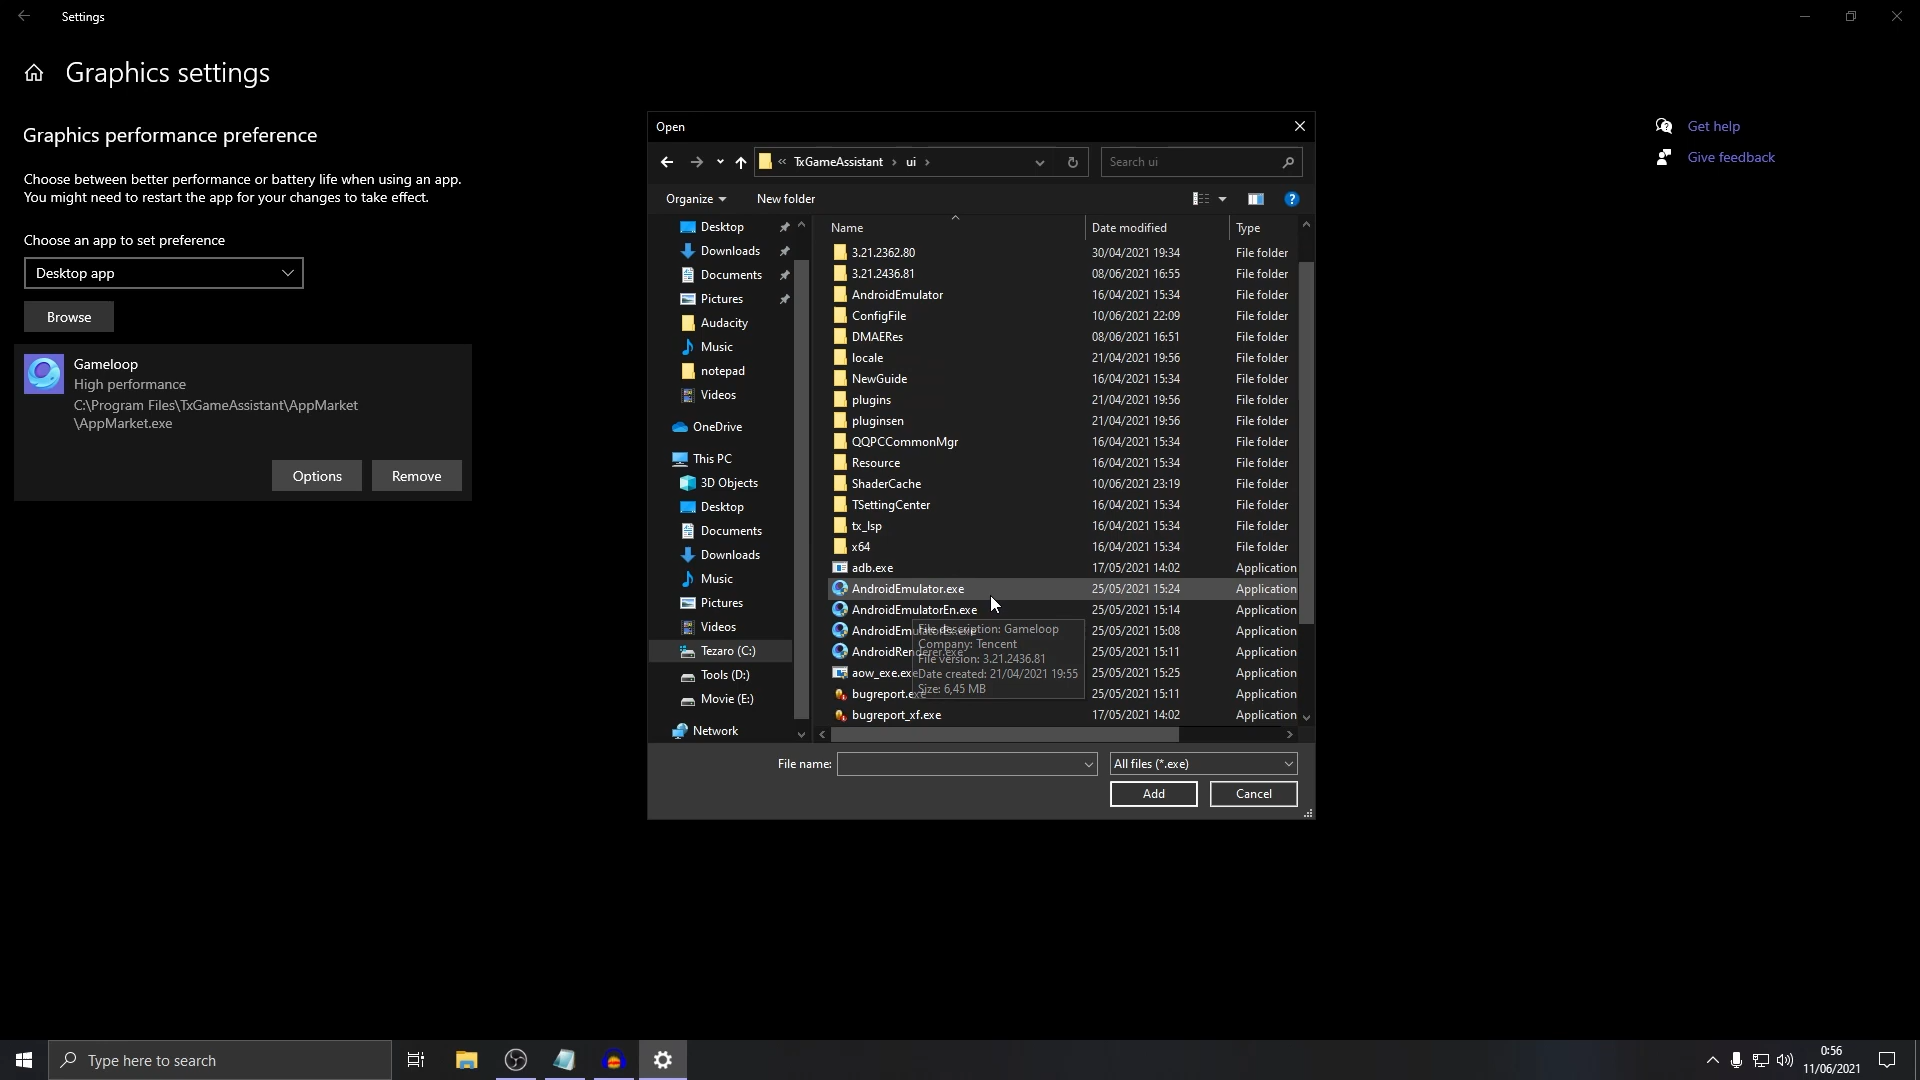 Settings
Graphics settings
Graphics performance preference
Choose between better performance or battery life when using an app.
You might need to restart the app for your changes to take effect.
Choose an app to set preference
Desktop app
Browse
Gameloop
High performance
C:\Program Files\TxGameAssistant\AppMarket
\AppMarket.exe
Options
Remove
Get help
Give feedback
Open
« TxGameAssistant › ui ›
Search ui
Organize
New folder
Desktop
Downloads
Documents
Pictures
Audacity
Music
notepad
Videos
OneDrive
This PC
3D Objects
Desktop
Documents
Downloads
Music
Pictures
Videos
Tezaro (C:)
Tools (D:)
Movie (E:)
Network
Name Date modified Type
3.21.2362.80 30/04/2021 19:34 File folder
3.21.2436.81 08/06/2021 16:55 File folder
AndroidEmulator 16/04/2021 15:34 File folder
ConfigFile 10/06/2021 22:09 File folder
DMAERes 08/06/2021 16:51 File folder
locale 21/04/2021 19:56 File folder
NewGuide 16/04/2021 15:34 File folder
plugins 21/04/2021 19:56 File folder
pluginsen 21/04/2021 19:56 File folder
QQPCCommonMgr 16/04/2021 15:34 File folder
Resource 16/04/2021 15:34 File folder
ShaderCache 10/06/2021 23:19 File folder
TSettingCenter 16/04/2021 15:34 File folder
tx_lsp 16/04/2021 15:34 File folder
x64 16/04/2021 15:34 File folder
adb.exe 17/05/2021 14:02 Application
AndroidEmulator.exe 25/05/2021 15:24 Application
AndroidEmulatorEn.exe 25/05/2021 15:14 Application
AndroidEmulatorEx.exe 25/05/2021 15:08 Application
AndroidRenderer.exe 25/05/2021 15:11 Application
aow_exe.exe 25/05/2021 15:25 Application
bugreport.exe 25/05/2021 15:11 Application
bugreport_xf.exe 17/05/2021 14:02 Application
File description: Gameloop
Company: Tencent
File version: 3.21.2436.81
Date created: 21/04/2021 19:55
Size: 6,45 MB
File name:
All files (*.exe)
Add
Cancel
Type here to search
0:56
11/06/2021